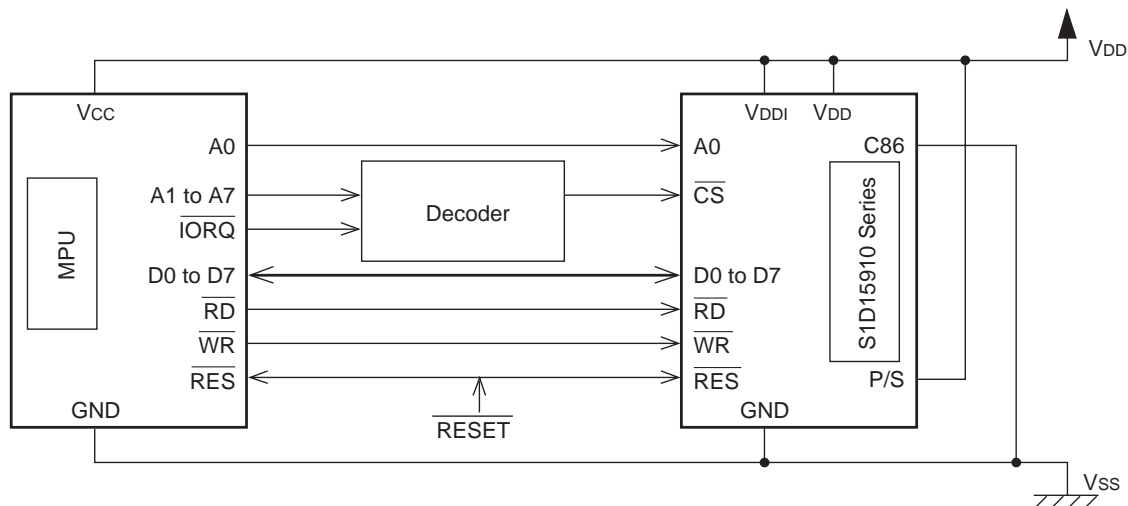 VDD
VCC
VDDI
VDD
A0
A0
C86
A1 to A7
Decoder
CS
IORQ
MPU
S1D15910 Series
D0 to D7
D0 to D7
RD
RD
WR
WR
RES
RES
P/S
GND
GND
RESET
VSS